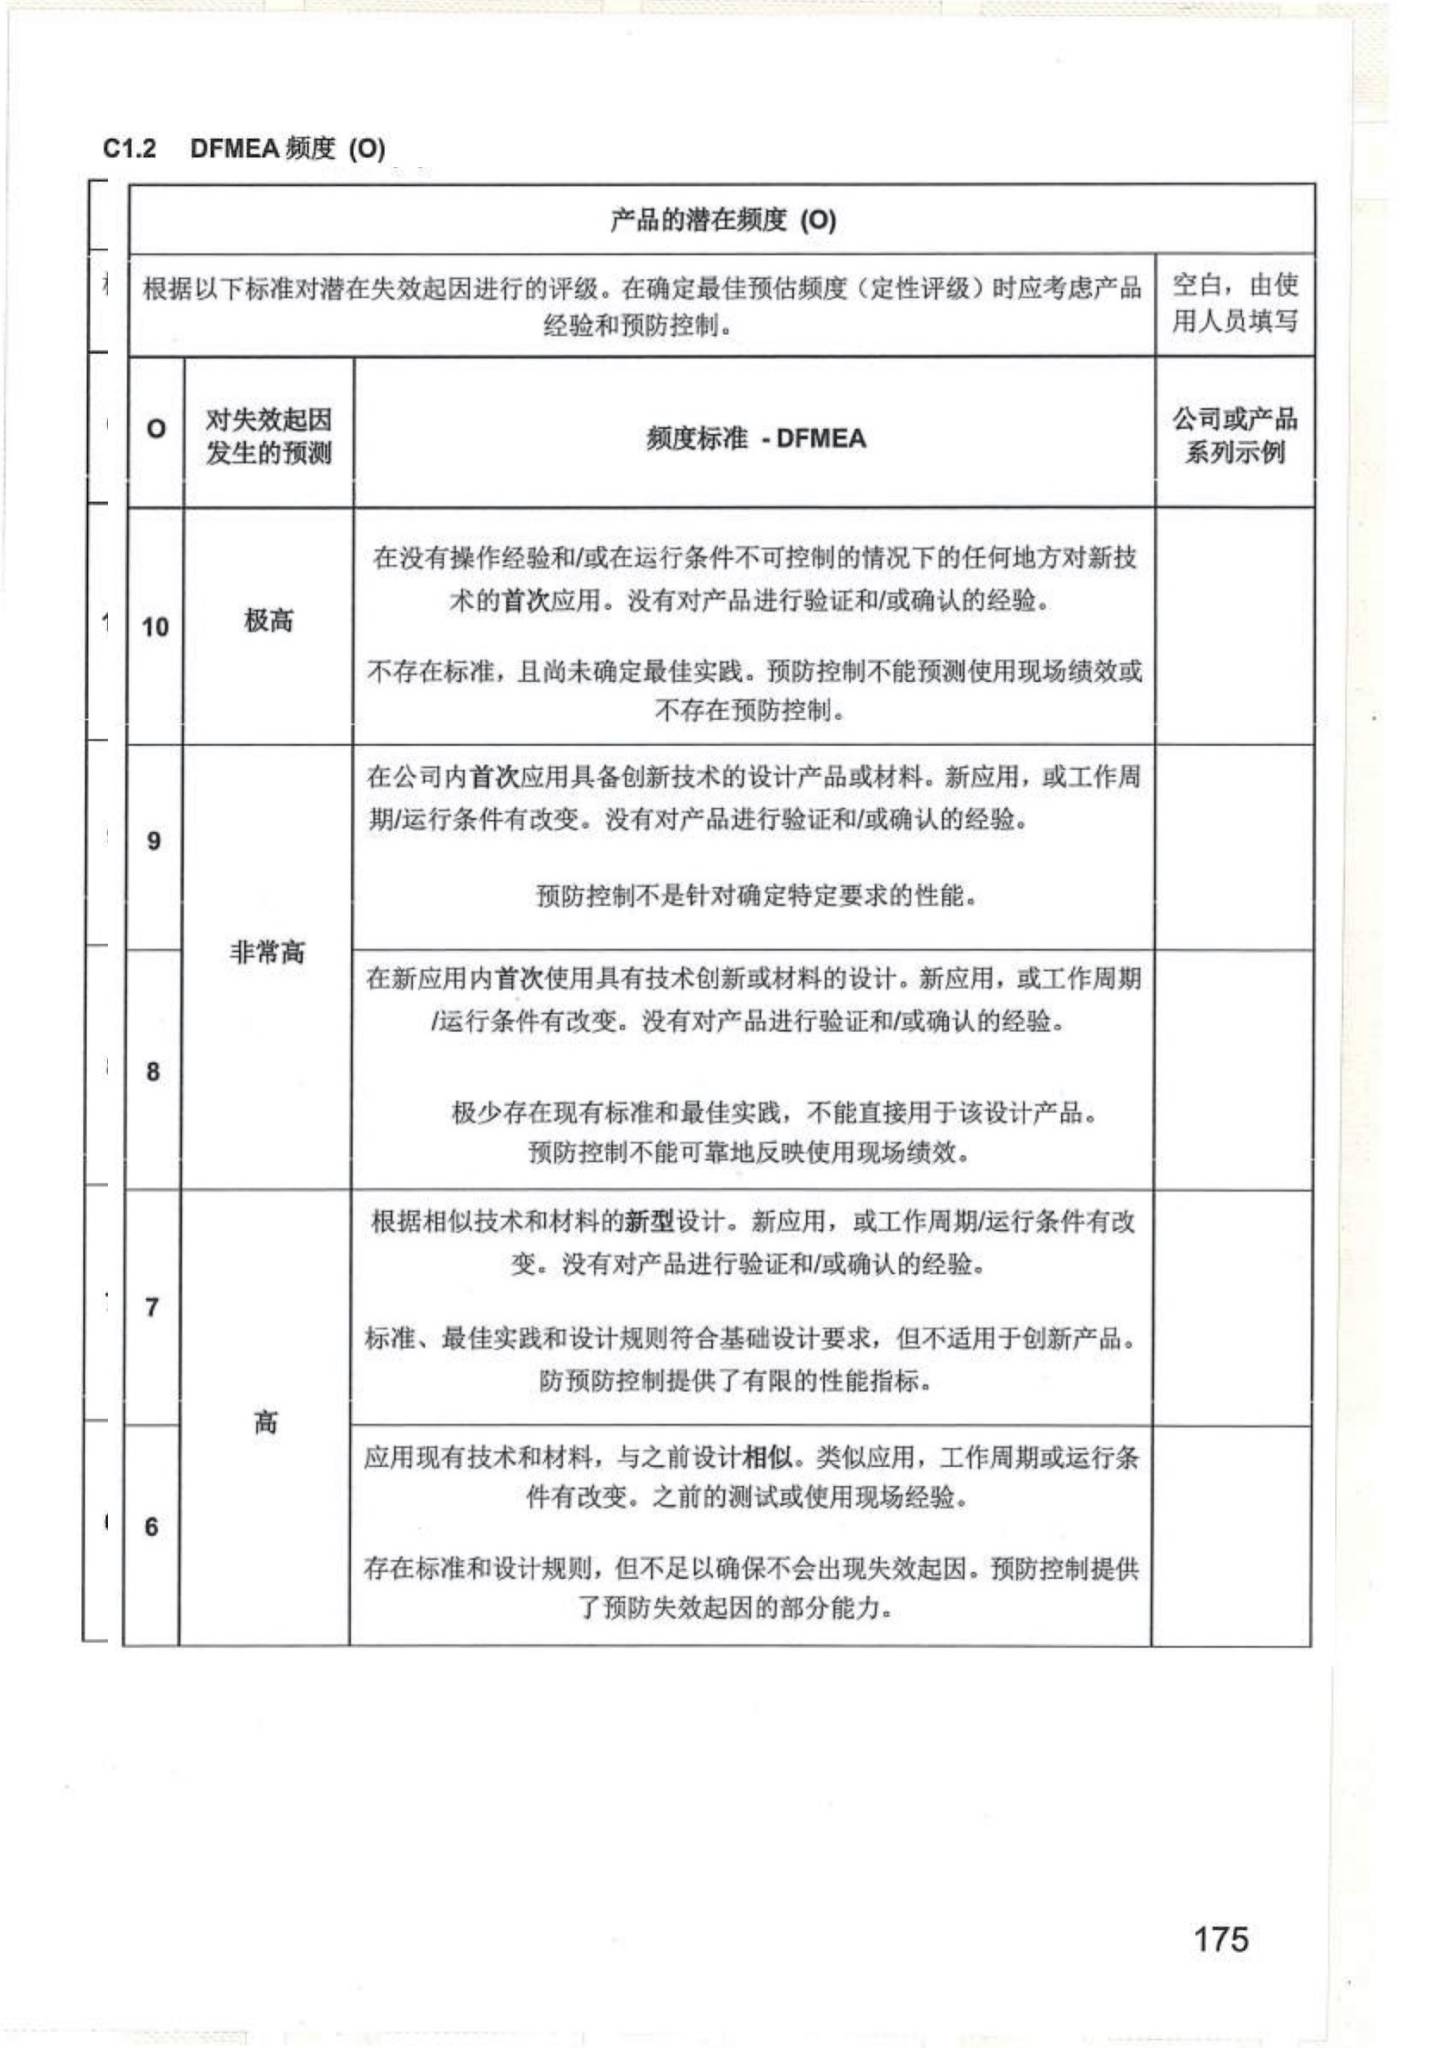 C1.2 DFMEA 频度 (O)
产品的潜在频度 (O)
根据以下标准对潜在失效起因进行的评级。在确定最佳预估频度（定性评级）时应考虑产品
经验和预防控制。
空白，由使
用人员填写
O
对失效起因
发生的预测
频度标准 - DFMEA
公司或产品
系列示例
10
极高
在没有操作经验和/或在运行条件不可控制的情况下的任何地方对新技
术的首次应用。没有对产品进行验证和/或确认的经验。
不存在标准，且尚未确定最佳实践。预防控制不能预测使用现场绩效或
不存在预防控制。
9
非常高
在公司内首次应用具备创新技术的设计产品或材料。新应用，或工作周
期/运行条件有改变。没有对产品进行验证和/或确认的经验。
预防控制不是针对确定特定要求的性能。
8
在新应用内首次使用具有技术创新或材料的设计。新应用，或工作周期
/运行条件有改变。没有对产品进行验证和/或确认的经验。
极少存在现有标准和最佳实践，不能直接用于该设计产品。
预防控制不能可靠地反映使用现场绩效。
7
高
根据相似技术和材料的新型设计。新应用，或工作周期/运行条件有改
变。没有对产品进行验证和/或确认的经验。
标准、最佳实践和设计规则符合基础设计要求，但不适用于创新产品。
防预防控制提供了有限的性能指标。
6
应用现有技术和材料，与之前设计相似。类似应用，工作周期或运行条
件有改变。之前的测试或使用现场经验。
存在标准和设计规则，但不足以确保不会出现失效起因。预防控制提供
了预防失效起因的部分能力。
175